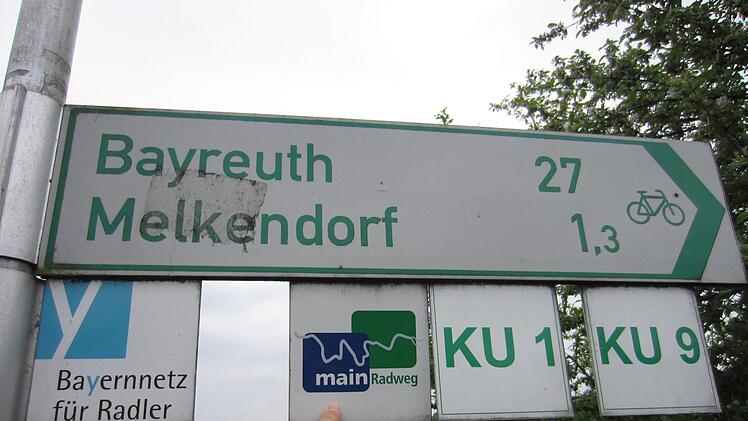 Bayreuth 27
Melkendorf 1,3
y
Bayernnetz
für Radler
main Radweg
KU 1
KU 9